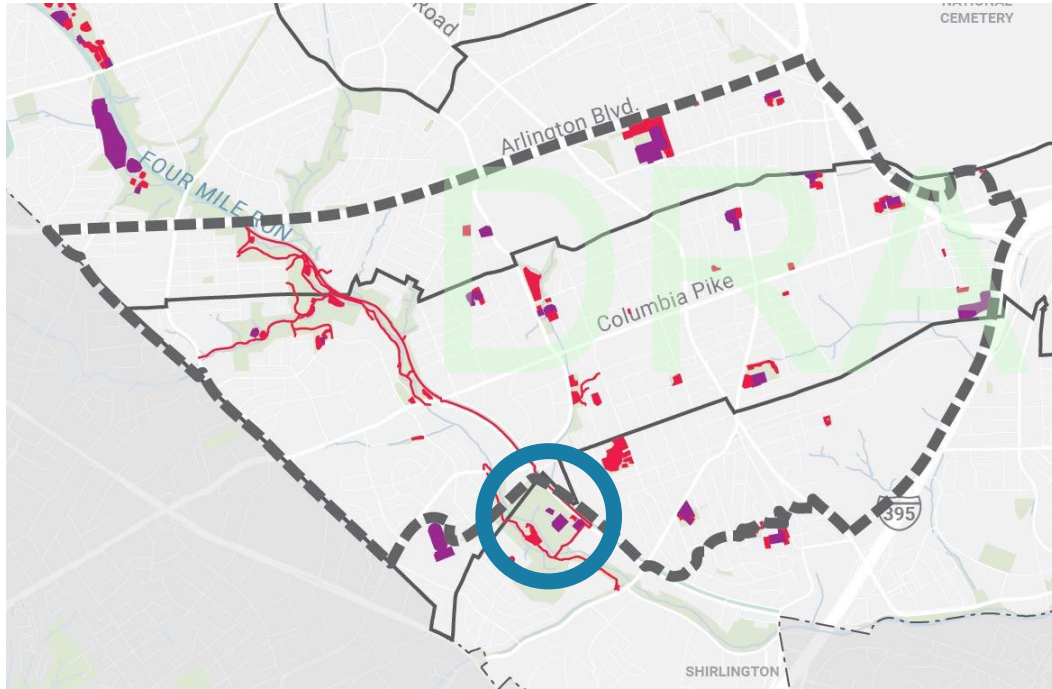 NATIONAL
CEMETERY
Road
Arlington Blvd.
FOUR MILE RUN
DRA
Columbia Pike
395
SHIRLINGTON